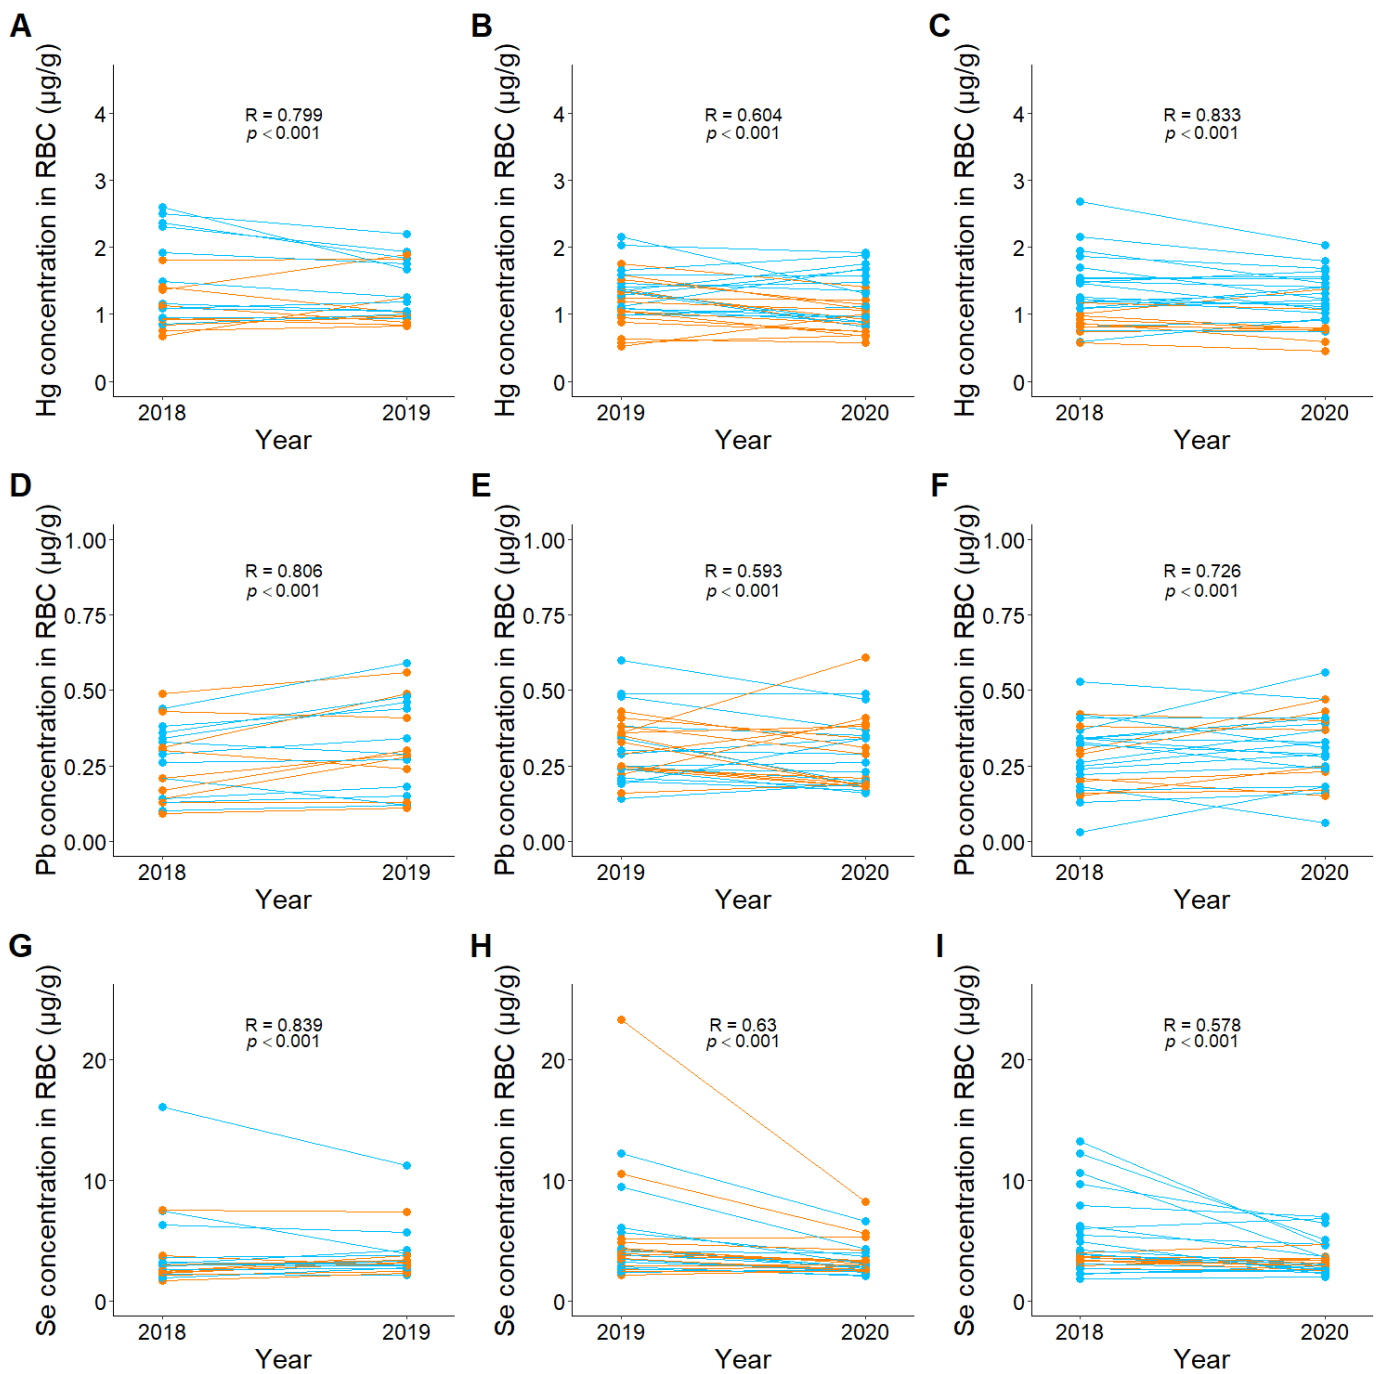 A
Hg concentration in RBC (µg/g)
4
3
2
1
0
R = 0.799
p < 0.001
2018
2019
Year
B
Hg concentration in RBC (µg/g)
4
3
2
1
0
R = 0.604
p < 0.001
2019
2020
Year
C
Hg concentration in RBC (µg/g)
4
3
2
1
0
R = 0.833
p < 0.001
2018
2020
Year
D
Pb concentration in RBC (µg/g)
1.00
0.75
0.50
0.25
0.00
R = 0.806
p < 0.001
2018
2019
Year
E
Pb concentration in RBC (µg/g)
1.00
0.75
0.50
0.25
0.00
R = 0.593
p < 0.001
2019
2020
Year
F
Pb concentration in RBC (µg/g)
1.00
0.75
0.50
0.25
0.00
R = 0.726
p < 0.001
2018
2020
Year
G
Se concentration in RBC (µg/g)
20
10
0
R = 0.839
p < 0.001
2018
2019
Year
H
Se concentration in RBC (µg/g)
20
10
0
R = 0.63
p < 0.001
2019
2020
Year
I
Se concentration in RBC (µg/g)
20
10
0
R = 0.578
p < 0.001
2018
2020
Year